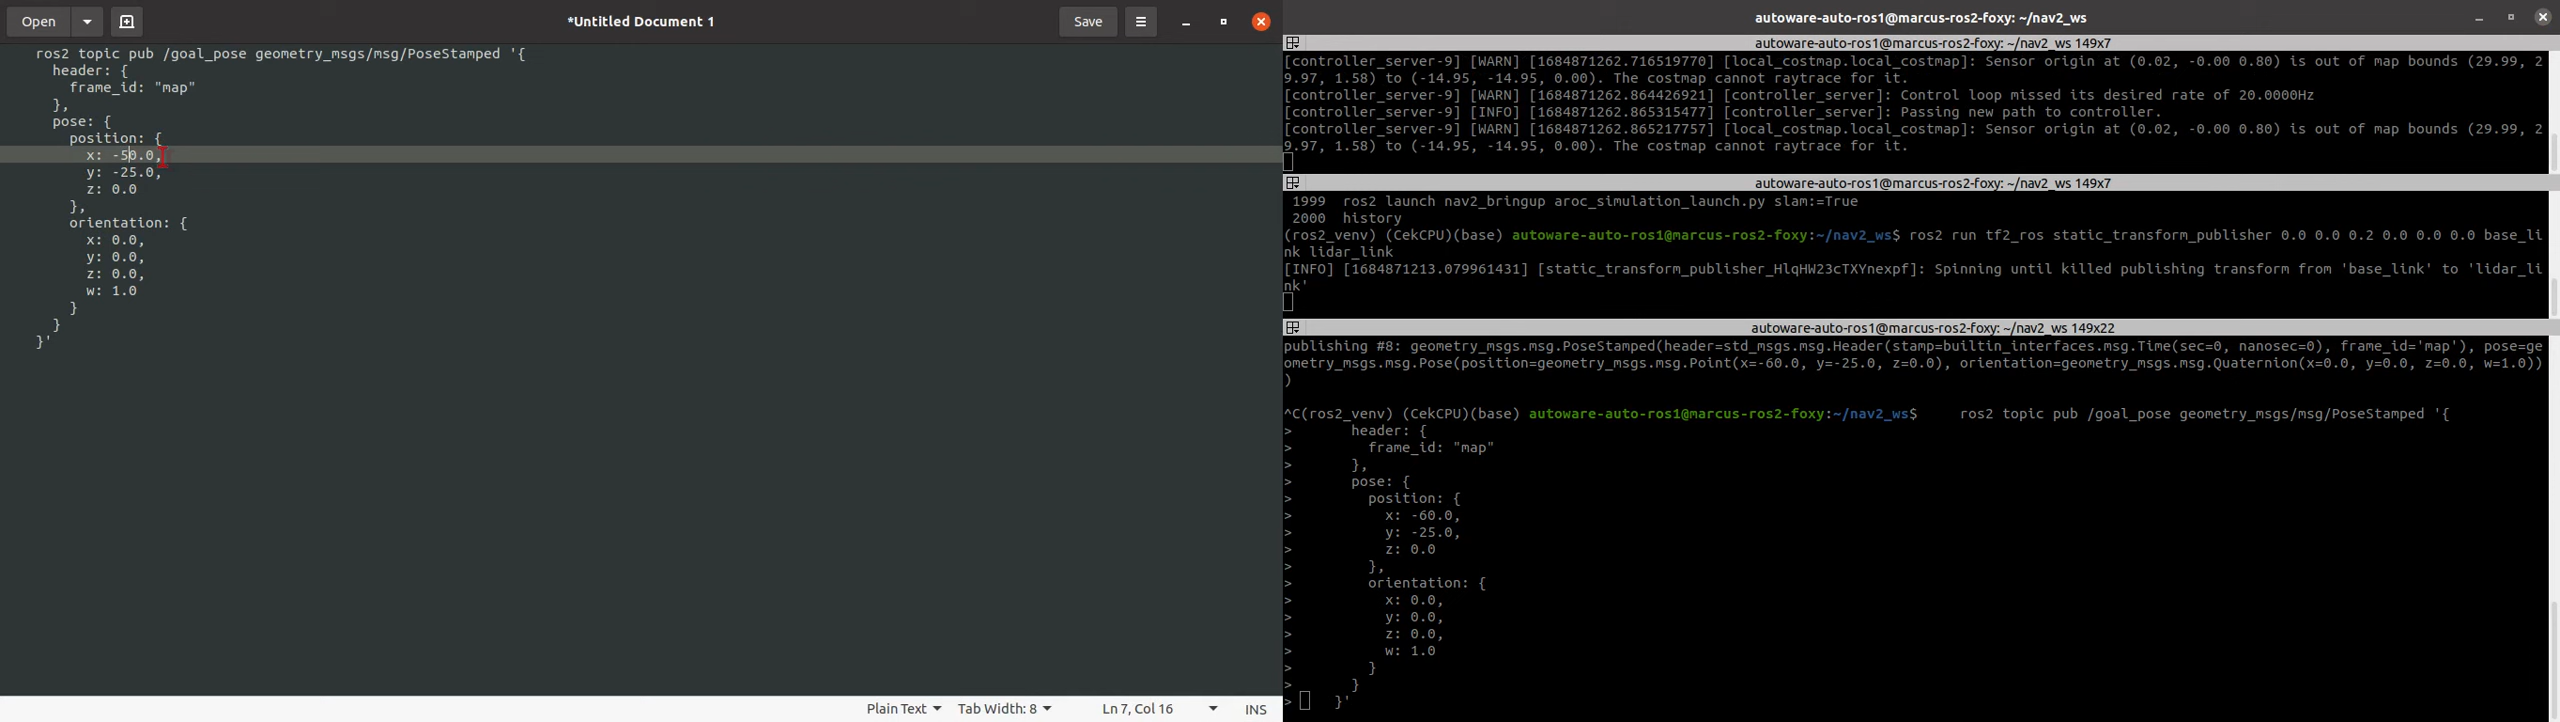 Open
*Untitled Document 1
Save
ros2 topic pub /goal_pose geometry_msgs/msg/PoseStamped '{
header: {
frame_id: "map"
},
pose: {
position: {
x: -50.0,
y: -25.0,
z: 0.0
},
orientation: {
x: 0.0,
y: 0.0,
z: 0.0,
w: 1.0
}
}
}'
Plain Text
Tab Width: 8
Ln 7, Col 16
INS
autoware-auto-ros1@marcus-ros2-foxy: ~/nav2_ws
autoware-auto-ros1@marcus-ros2-foxy: ~/nav2_ws 149x7
[controller_server-9] [WARN] [1684871262.716519770] [local_costmap.local_costmap]: Sensor origin at (0.02, -0.00 0.80) is out of map bounds (29.99, 2
9.97, 1.58) to (-14.95, -14.95, 0.00). The costmap cannot raytrace for it.
[controller_server-9] [WARN] [1684871262.864426921] [controller_server]: Control loop missed its desired rate of 20.0000Hz
[controller_server-9] [INFO] [1684871262.865315477] [controller_server]: Passing new path to controller.
[controller_server-9] [WARN] [1684871262.865217757] [local_costmap.local_costmap]: Sensor origin at (0.02, -0.00 0.80) is out of map bounds (29.99, 2
9.97, 1.58) to (-14.95, -14.95, 0.00). The costmap cannot raytrace for it.
autoware-auto-ros1@marcus-ros2-foxy: ~/nav2_ws 149x7
1999  ros2 launch nav2_bringup aroc_simulation_launch.py slam:=True
2000  history
(ros2_venv) (CekCPU)(base) autoware-auto-ros1@marcus-ros2-foxy:~/nav2_ws$ ros2 run tf2_ros static_transform_publisher 0.0 0.0 0.2 0.0 0.0 0.0 base_li
nk lidar_link
[INFO] [1684871213.079961431] [static_transform_publisher_HlqHW23cTXYnexpf]: Spinning until killed publishing transform from 'base_link' to 'lidar_li
nk'
autoware-auto-ros1@marcus-ros2-foxy: ~/nav2_ws 149x22
publishing #8: geometry_msgs.msg.PoseStamped(header=std_msgs.msg.Header(stamp=builtin_interfaces.msg.Time(sec=0, nanosec=0), frame_id='map'), pose=ge
ometry_msgs.msg.Pose(position=geometry_msgs.msg.Point(x=-60.0, y=-25.0, z=0.0), orientation=geometry_msgs.msg.Quaternion(x=0.0, y=0.0, z=0.0, w=1.0))
)
^C(ros2_venv) (CekCPU)(base) autoware-auto-ros1@marcus-ros2-foxy:~/nav2_ws$     ros2 topic pub /goal_pose geometry_msgs/msg/PoseStamped '{
> header: {
> frame_id: "map"
> },
> pose: {
> position: {
> x: -60.0,
> y: -25.0,
> z: 0.0
> },
> orientation: {
> x: 0.0,
> y: 0.0,
> z: 0.0,
> w: 1.0
> }
> }
> }'